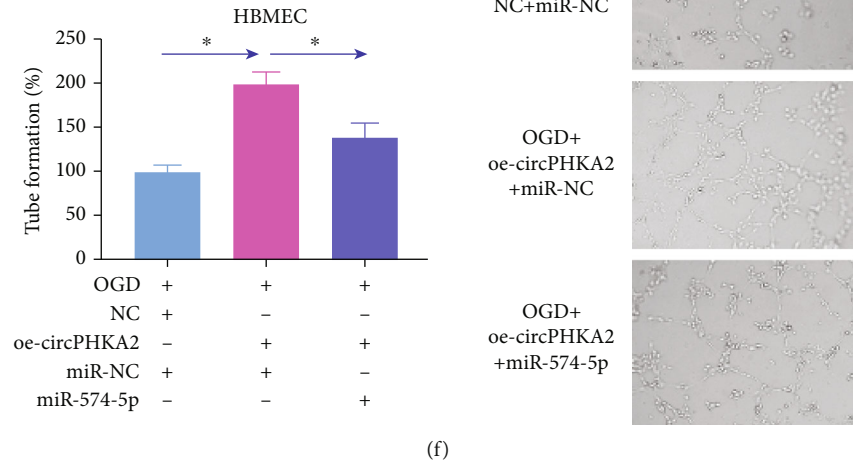 HBMEC
Tube formation (%)
250
200
150
100
50
0
* *
OGD + + +
NC + – –
oe-circPHKA2 – + +
miR-NC + + –
miR-574-5p – – +
NC+miR-NC
OGD+
oe-circPHKA2
+miR-NC
OGD+
oe-circPHKA2
+miR-574-5p
(f)